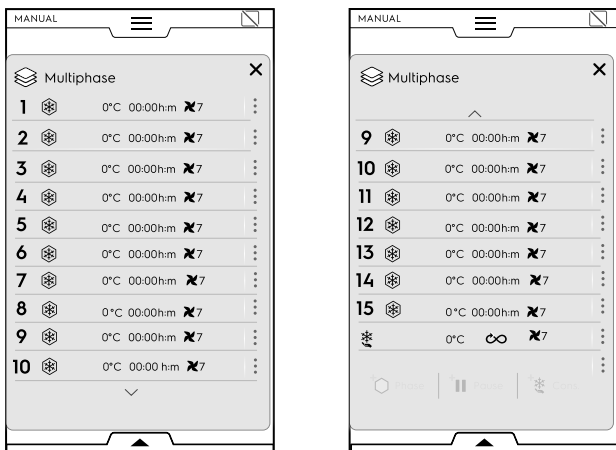 MANUAL
Multiphase
1 0°C 00:00h:m 7
2 0°C 00:00h:m 7
3 0°C 00:00h:m 7
4 0°C 00:00h:m 7
5 0°C 00:00h:m 7
6 0°C 00:00h:m 7
7 0°C 00:00h:m 7
8 0°C 00:00h:m 7
9 0°C 00:00h:m 7
10 0°C 00:00 h:m 7
MANUAL
Multiphase
9 0°C 00:00h:m 7
10 0°C 00:00h:m 7
11 0°C 00:00h:m 7
12 0°C 00:00h:m 7
13 0°C 00:00h:m 7
14 0°C 00:00h:m 7
15 0°C 00:00h:m 7
0°C 7
Pause